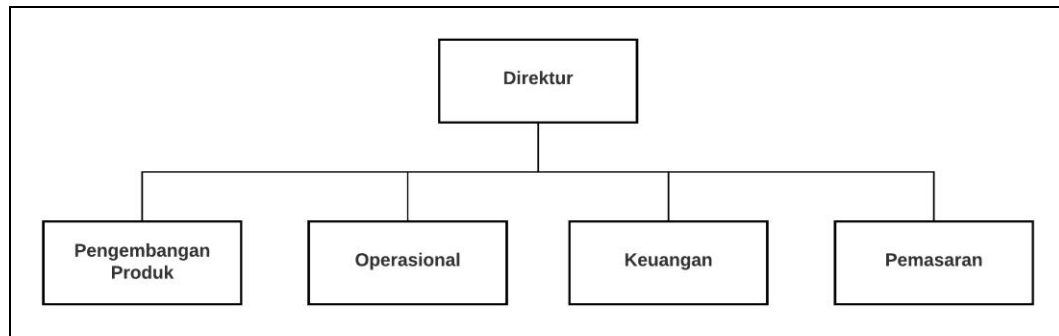 Direktur
Pengembangan
Produk
Operasional
Keuangan
Pemasaran